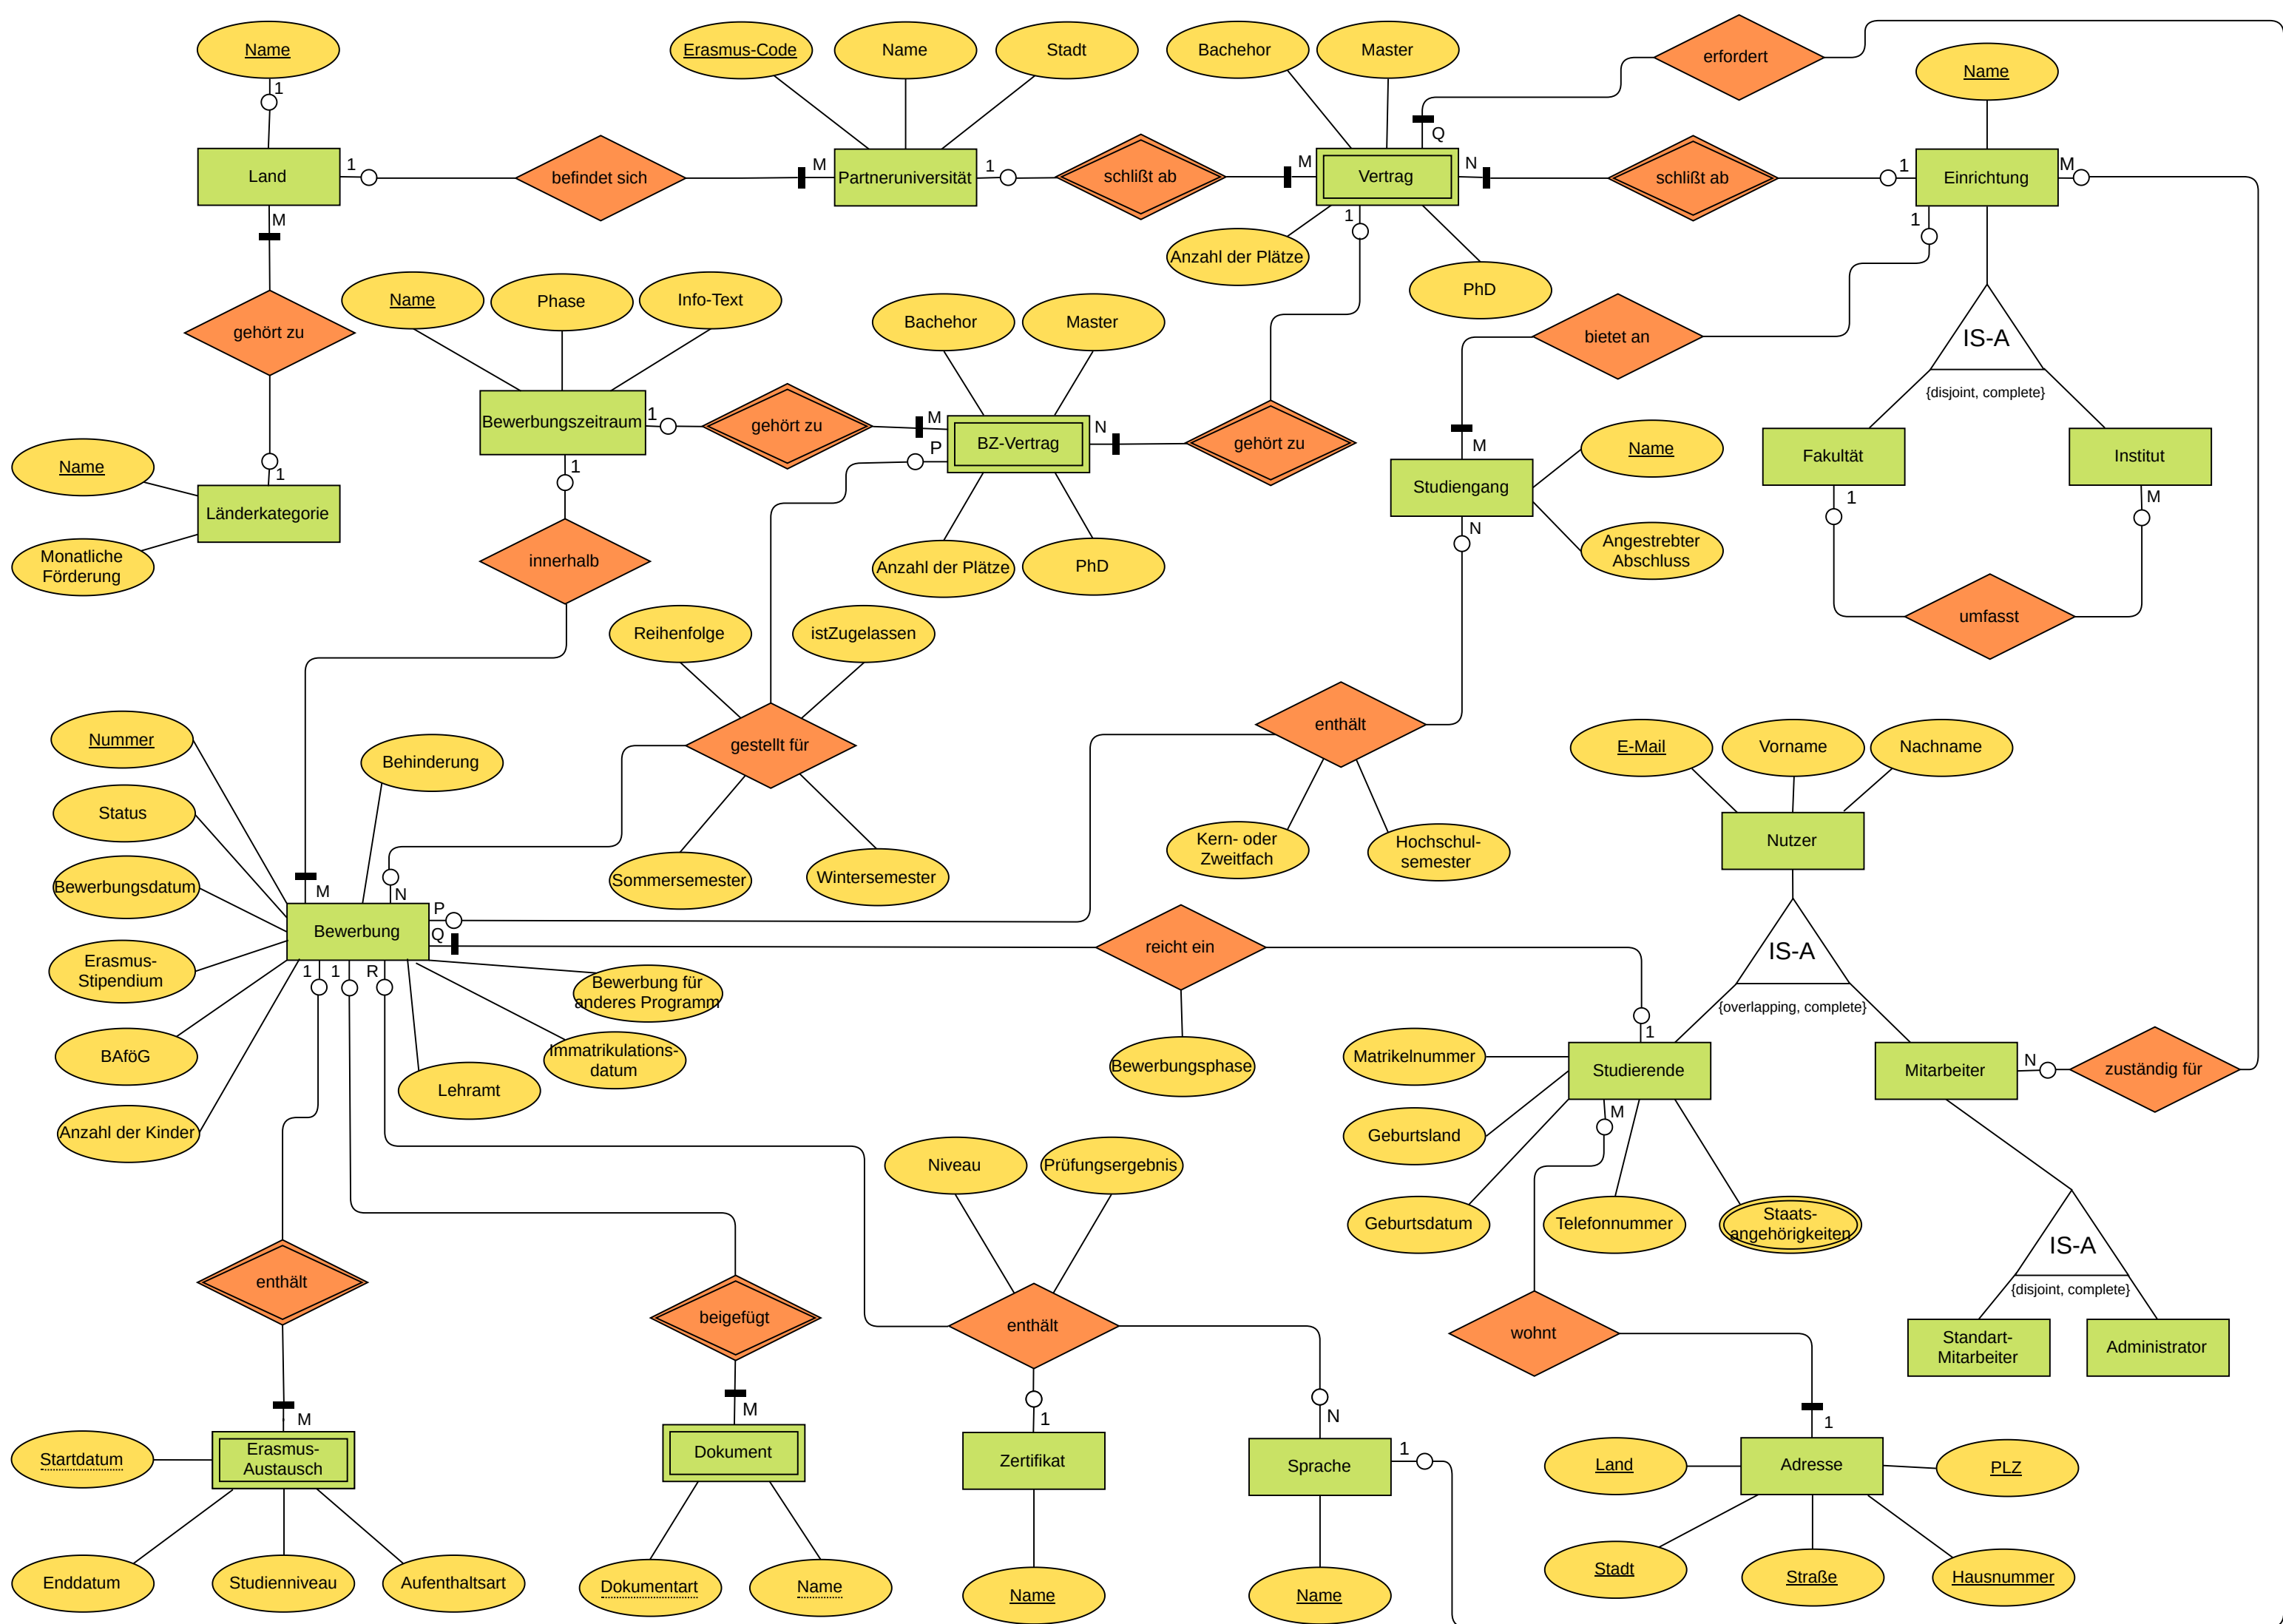 Name
Erasmus-Code
Name
Stadt
Bachehor
Master
erfordert
Name
1
Q
Land
1
befindet sich
M
Partneruniversität
1
schlißt ab
M
Vertrag
N
schlißt ab
1
Einrichtung
M
M
1
1
Anzahl der Plätze
PhD
gehört zu
Name
Phase
Info-Text
Bachehor
Master
bietet an
IS-A
{disjoint, complete}
Bewerbungszeitraum
1
gehört zu
M
P
BZ-Vertrag
N
gehört zu
M
Name
Fakultät
Institut
Name
1
1
Studiengang
1
M
Länderkategorie
N
Monatliche
Förderung
innerhalb
Anzahl der Plätze
PhD
Angestrebter
Abschluss
umfasst
Reihenfolge
istZugelassen
Nummer
Behinderung
gestellt für
enthält
E-Mail
Vorname
Nachname
Status
Kern- oder
Zweitfach
Hochschul-
semester
Nutzer
Bewerbungsdatum
M
N
Sommersemester
Wintersemester
P
Bewerbung
Q
reicht ein
IS-A
{overlapping, complete}
Erasmus-
Stipendium
1
1
R
Bewerbung für
anderes Programm
1
BAföG
Immatrikulations-
datum
Lehramt
Bewerbungsphase
Matrikelnummer
Studierende
Mitarbeiter
N
zuständig für
M
Anzahl der Kinder
Geburtsland
Niveau
Prüfungsergebnis
Geburtsdatum
Telefonnummer
Staats-
angehörigkeiten
IS-A
{disjoint, complete}
enthält
beigefügt
enthält
wohnt
Standart-
Mitarbeiter
Administrator
M
M
1
N
1
1
Startdatum
Erasmus-
Austausch
Dokument
Zertifikat
Sprache
Land
Adresse
PLZ
Enddatum
Studienniveau
Aufenthaltsart
Dokumentart
Name
Name
Name
Stadt
Straße
Hausnummer